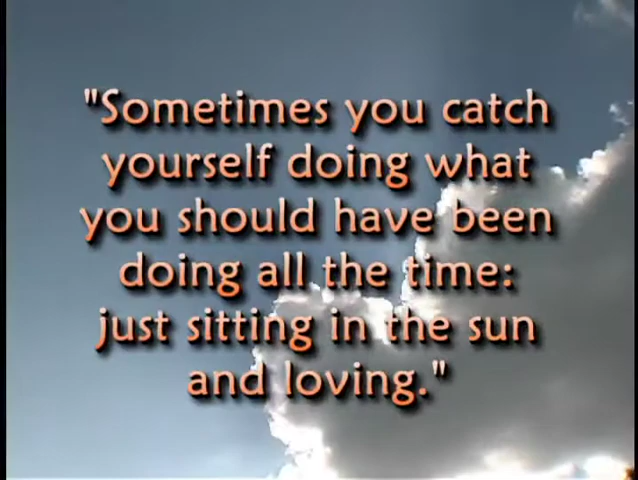 "Sometimes you catch
yourself doing what
you should have been
doing all the time:
just sitting in the sun
and loving."